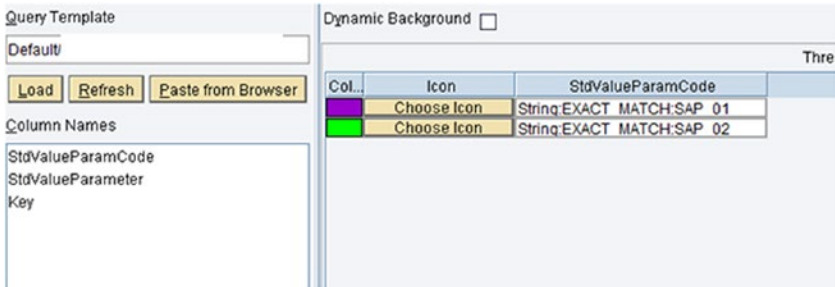 Query Template
Default/
Load Refresh Paste from Browser
Column Names
StdValueParamCode
StdValueParameter
Key
Dynamic Background
Thre
Col... Icon StdValueParamCode
Choose Icon String:EXACT_MATCH:SAP_01
Choose Icon String:EXACT_MATCH:SAP_02